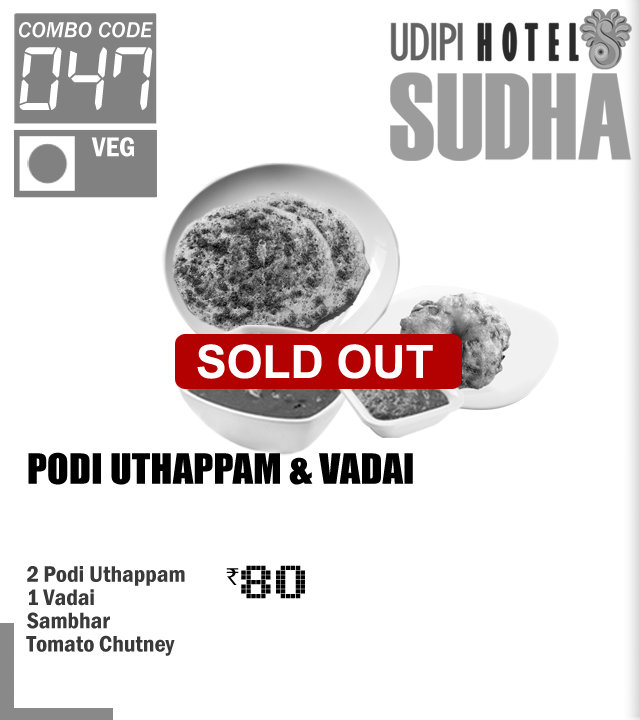 COMBO CODE
047
VEG
UDIPI HOTEL
SUDHA
SOLD OUT
PODI UTHAPPAM & VADAI
2 Podi Uthappam
1 Vadai
Sambhar
Tomato Chutney
₹80